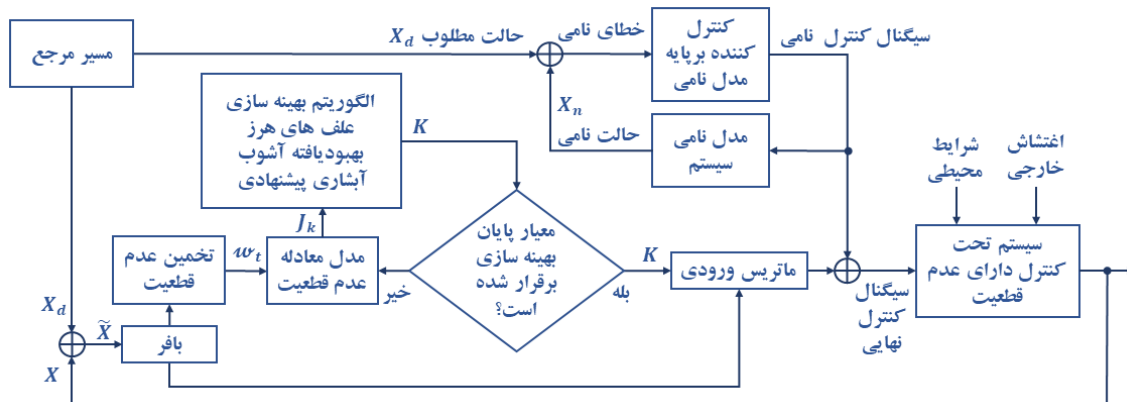 مسیر مرجع
حالت مطلوب X_d
خطای نامی
کنترل
کننده برپایه
مدل نامی
سیگنال کنترل نامی
X_n
حالت نامی
مدل نامی
سیستم
الگوریتم بهینه سازی
علف های هرز
بهبودیافته آشوب
آبشاری پیشنهادی
K
شرایط
محیطی
اغتشاش
خارجی
J_k
معیار پایان
بهینه سازی
برقرار شده
است؟
تخمین عدم
قطعیت
w_t
مدل معادله
عدم قطعیت
خیر
بله
K
ماتریس ورودی
سیستم تحت
کنترل دارای عدم
قطعیت
سیگنال
کنترل
نهایی
X_d
X̃
بافر
X